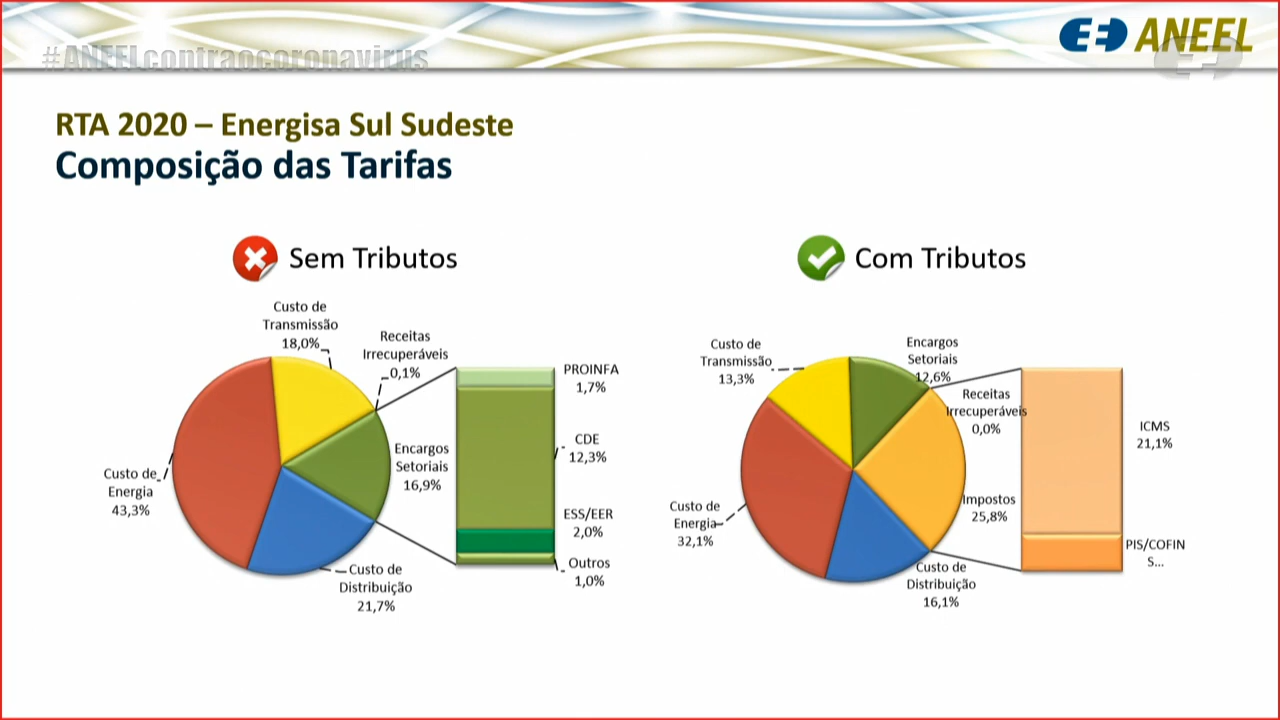 #ANEELcontraocoronavirus
ANEEL
RTA 2020 – Energisa Sul Sudeste
Composição das Tarifas
Sem Tributos
Custo de
Transmissão
18,0%
Receitas
Irrecuperáveis
0,1%
PROINFA
1,7%
CDE
12,3%
Encargos
Setoriais
16,9%
Custo de
Energia
43,3%
ESS/EER
2,0%
Outros
1,0%
Custo de
Distribuição
21,7%
Com Tributos
Custo de
Transmissão
13,3%
Encargos
Setoriais
12,6%
Receitas
Irrecuperáveis
0,0%
ICMS
21,1%
Custo de
Energia
32,1%
Impostos
25,8%
PIS/COFIN
S...
Custo de
Distribuição
16,1%